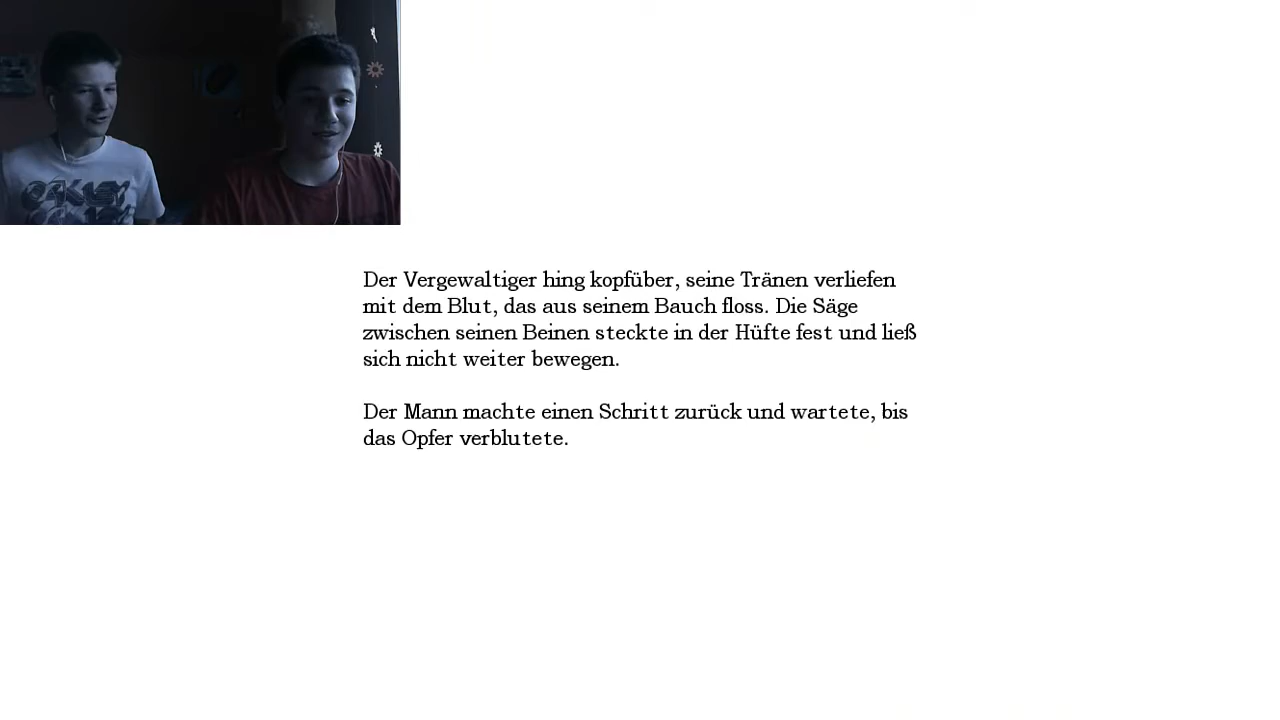 OAKLEY
Der Vergewaltiger hing kopfüber, seine Tränen verliefen
mit dem Blut, das aus seinem Bauch floss. Die Säge
zwischen seinen Beinen steckte in der Hüfte fest und ließ
sich nicht weiter bewegen.
Der Mann machte einen Schritt zurück und wartete, bis
das Opfer verblutete.